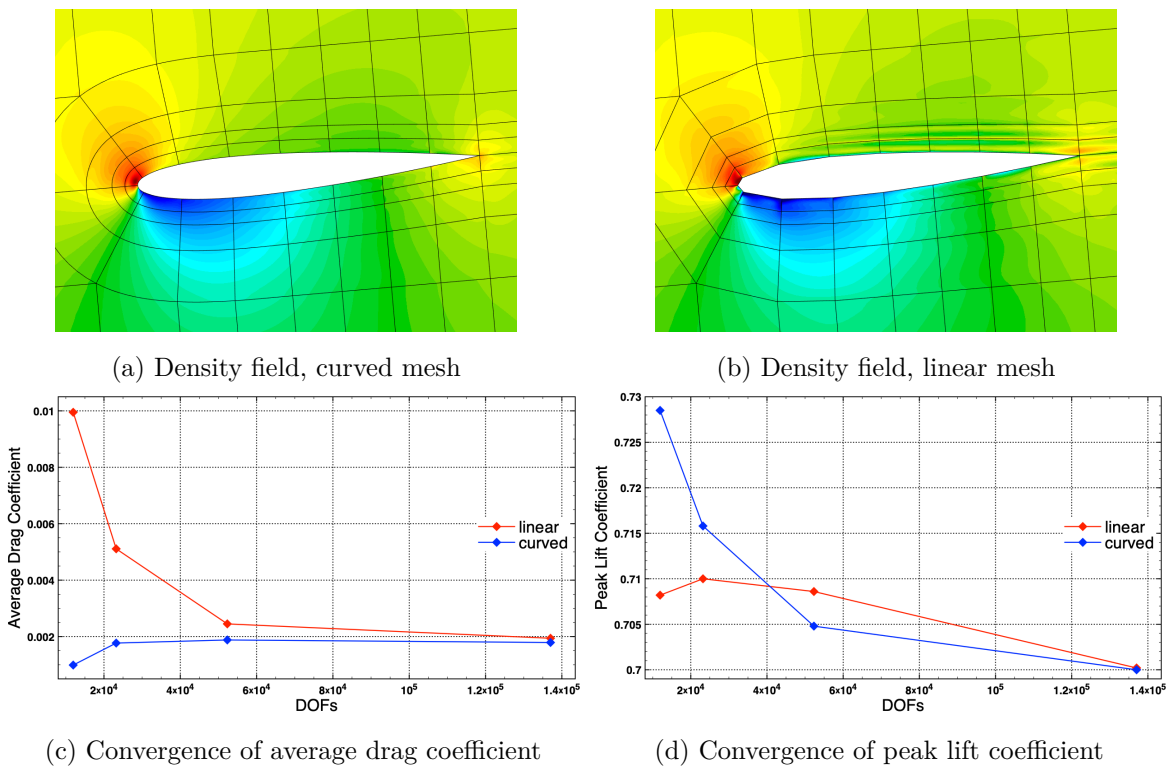 (a) Density field, curved mesh
(b) Density field, linear mesh
0.01
0.008
0.006
0.004
0.002
Average Drag Coefficient
linear
curved
2×10⁴ 4×10⁴ 6×10⁴ 8×10⁴ 10⁵ 1.2×10⁵ 1.4×10⁵
DOFs
0.73
0.725
0.72
0.715
0.71
0.705
0.7
Peak Lift Coefficient
linear
curved
2×10⁴ 4×10⁴ 6×10⁴ 8×10⁴ 10⁵ 1.2×10⁵ 1.4×10⁵
DOFs
(c) Convergence of average drag coefficient
(d) Convergence of peak lift coefficient